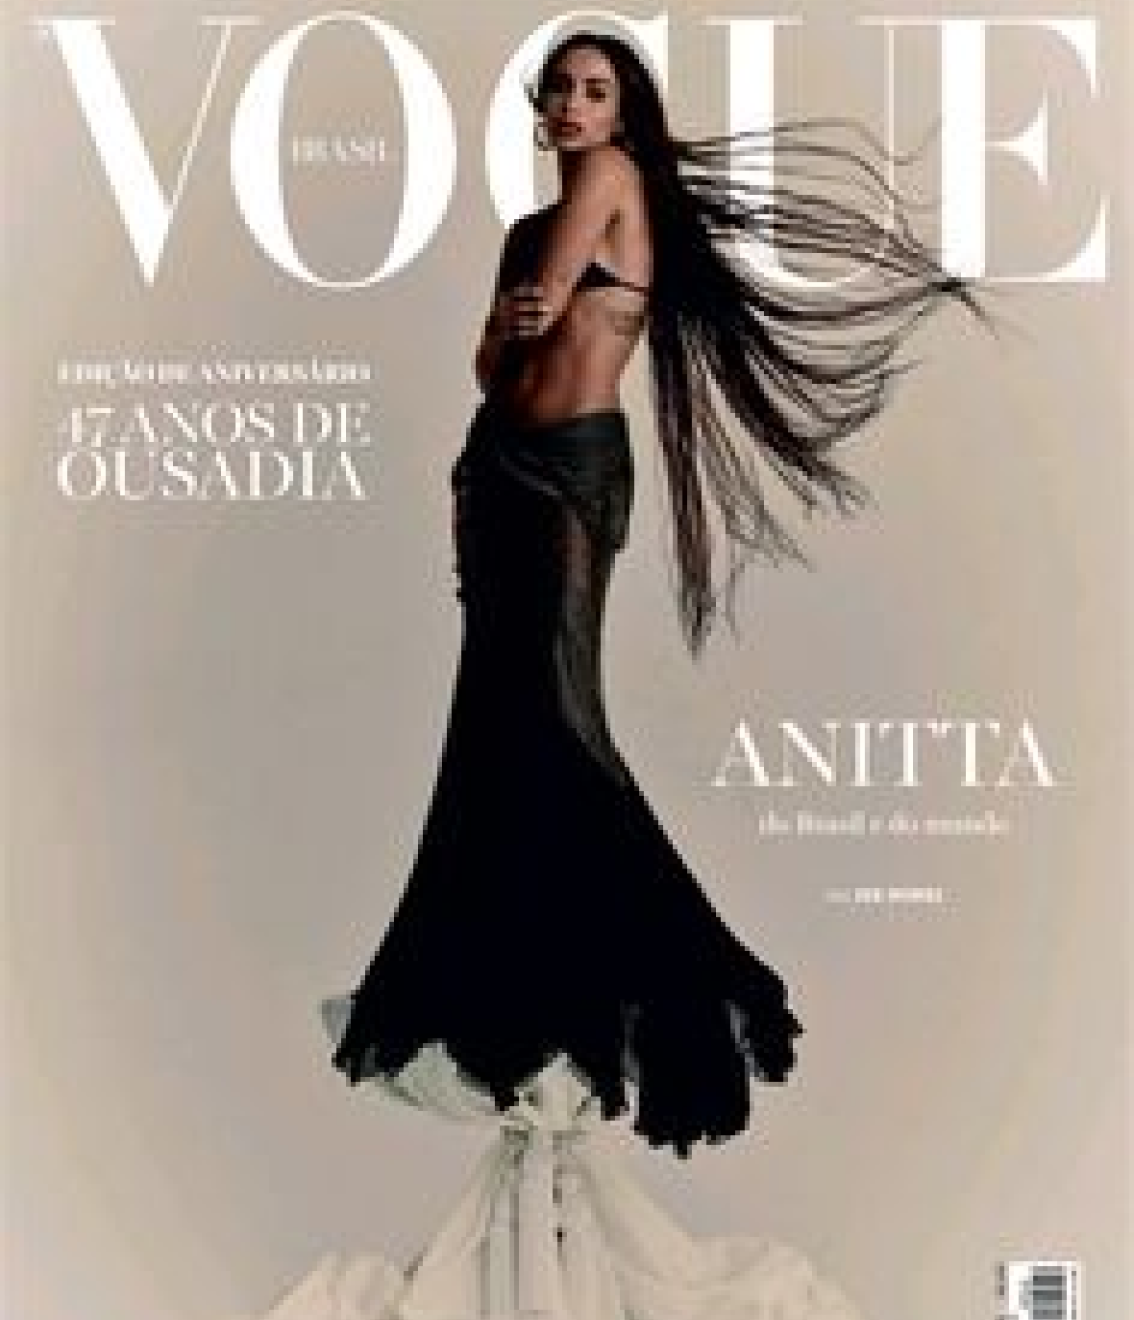 VOGUE
BRASIL
EDIÇÃO DE ANIVERSÁRIO
47 ANOS DE
OUSADIA
ANITTA
do Brasil e do mundo